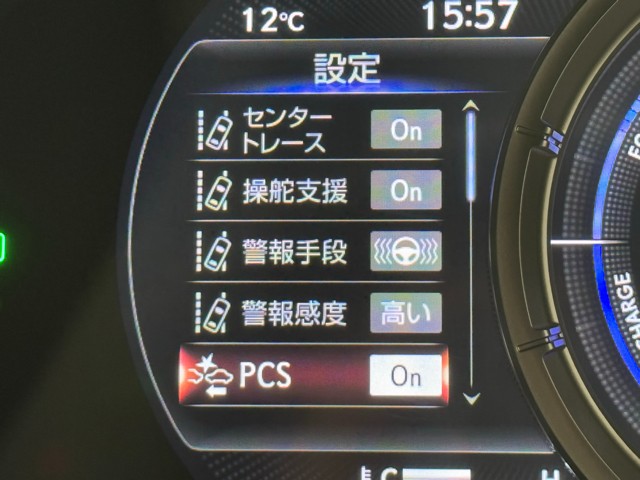 12°C
15:57
設定
センター
トレース
On
操舵支援
On
警報手段
警報感度
高い
PCS
On
CHARGE
C
H